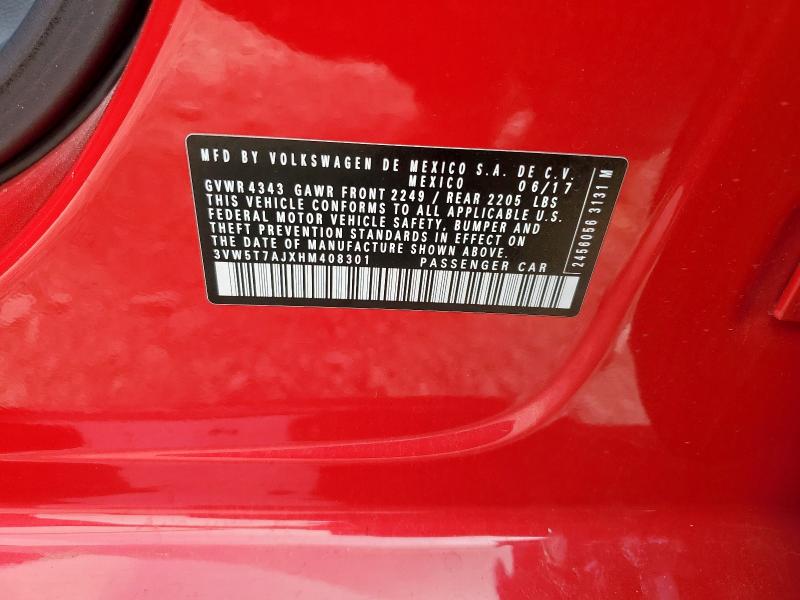 MFD BY VOLKSWAGEN DE MEXICO S.A. DE C.V.
MEXICO 06/17
GVWR 4343 GAWR FRONT 2249 / REAR 2205 LBS
THIS VEHICLE CONFORMS TO ALL APPLICABLE U.S.
FEDERAL MOTOR VEHICLE SAFETY, BUMPER AND
THEFT PREVENTION STANDARDS IN EFFECT ON
THE DATE OF MANUFACTURE SHOWN ABOVE.
3VW5T7AJXHM408301 PASSENGER CAR
2456056 3131 M